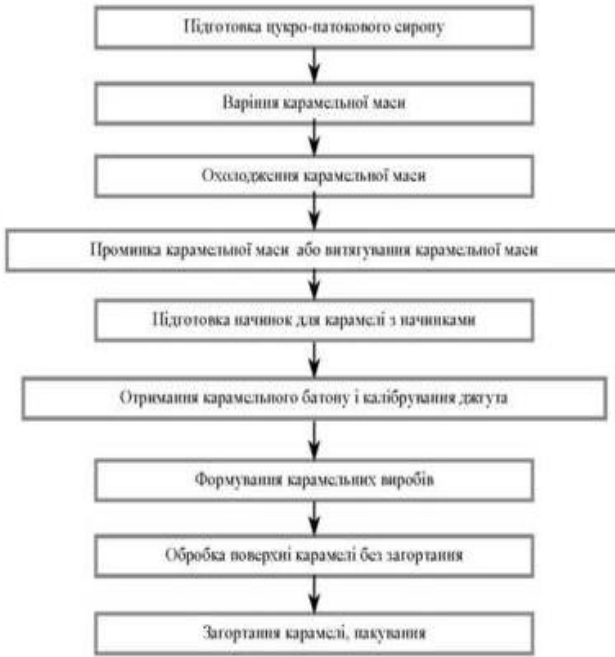 Підготовка цукро-патокового сиропу
Варіння карамельної маси
Охолодження карамельної маси
Проминка карамельної маси або витягування карамельної маси
Підготовка начинок для карамелі з начинками
Отримання карамельного батону і калібрування джгута
Формування карамельних виробів
Обробка поверхні карамелі без загортання
Загортання карамелі, пакування